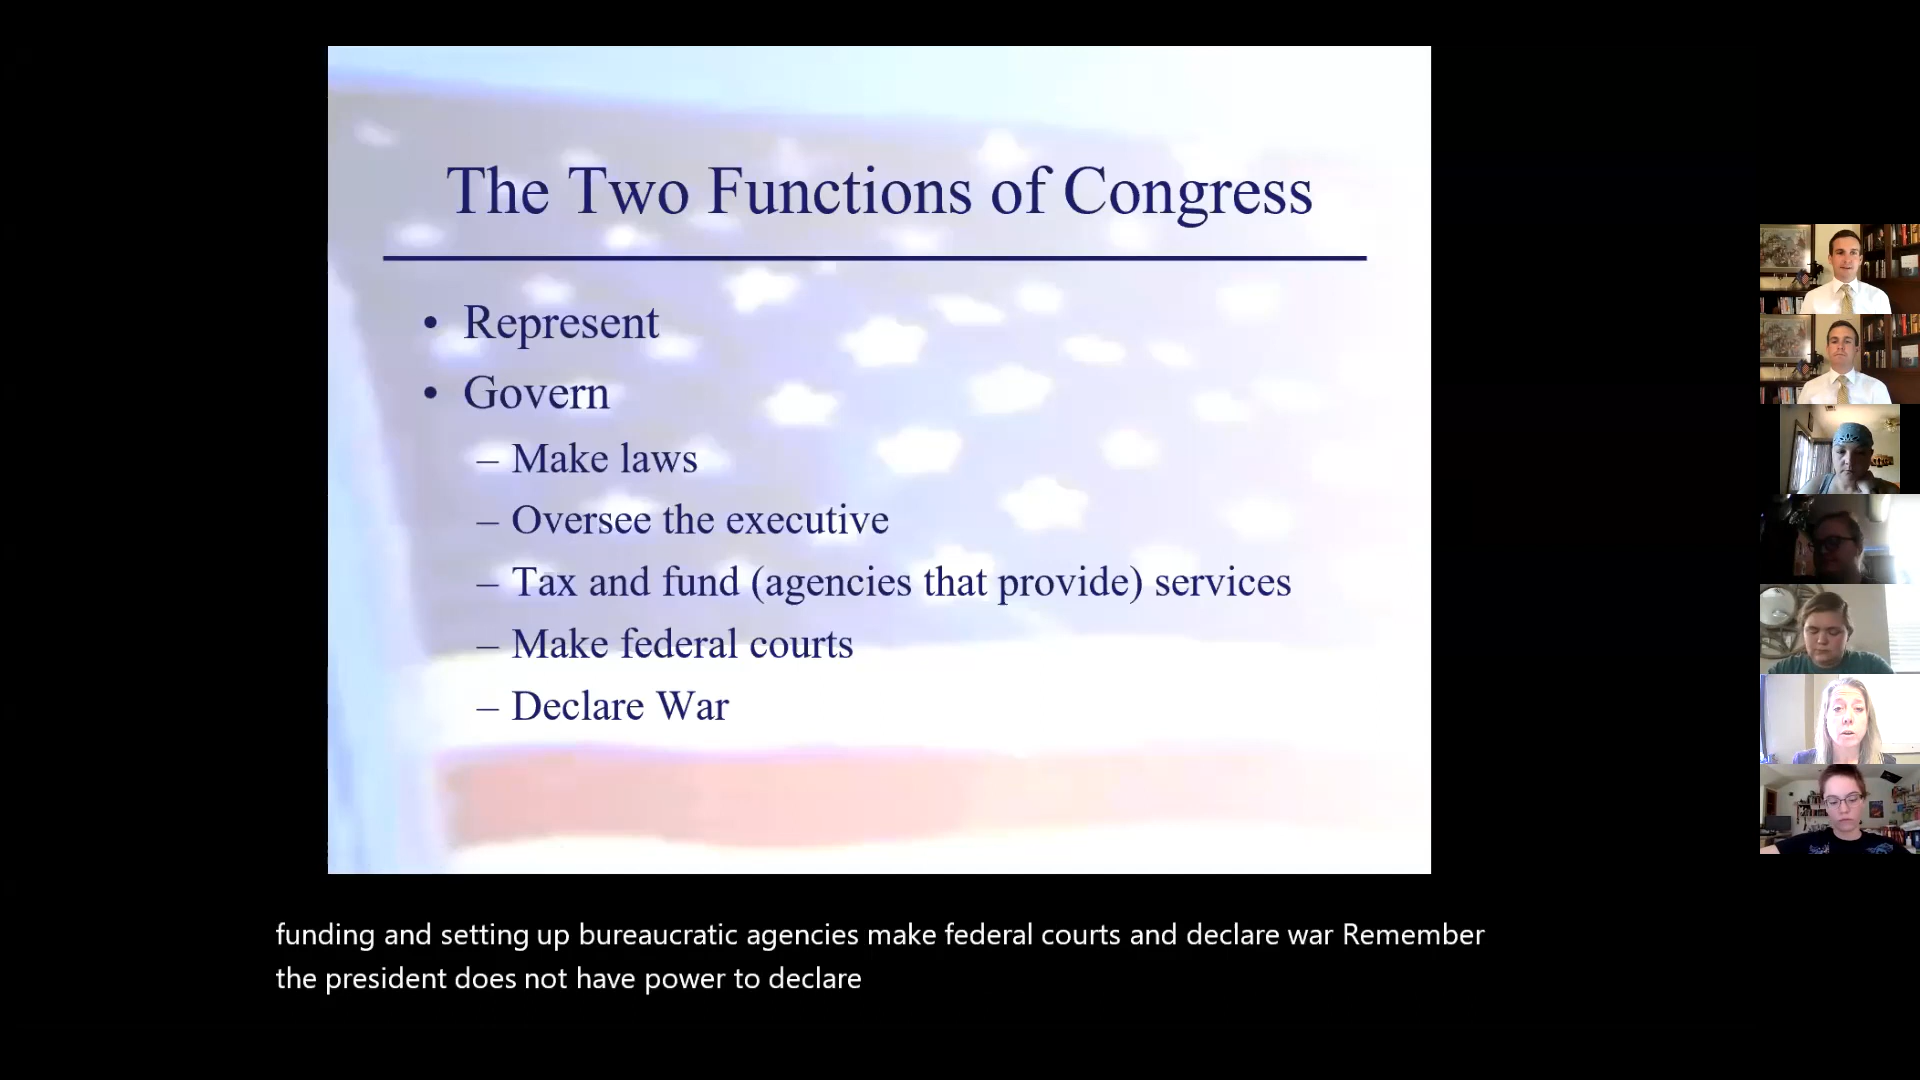 The Two Functions of Congress
• Represent
• Govern
– Make laws
– Oversee the executive
– Tax and fund (agencies that provide) services
– Make federal courts
– Declare War
funding and setting up bureaucratic agencies make federal courts and declare war Remember
the president does not have power to declare